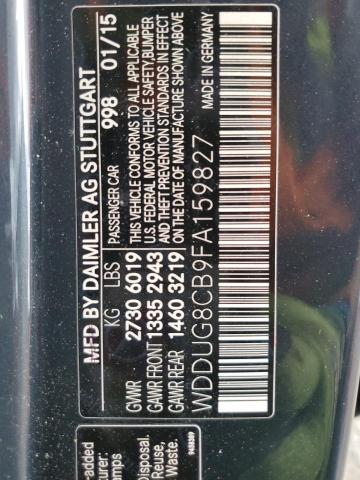 MFD BY DAIMLER AG STUTTGART
PASSENGER CAR 998 01/15
KG LBS
GVWR 2730 6019
GAWR FRONT 1335 2943
GAWR REAR 1460 3219
THIS VEHICLE CONFORMS TO ALL APPLICABLE
U.S. FEDERAL MOTOR VEHICLE SAFETY, BUMPER
AND THEFT PREVENTION STANDARDS IN EFFECT
ON THE DATE OF MANUFACTURE SHOWN ABOVE
WDDUG8CB9FA159827
MADE IN GERMANY
-added
mps
Disposal.
Reuse,
Waste.